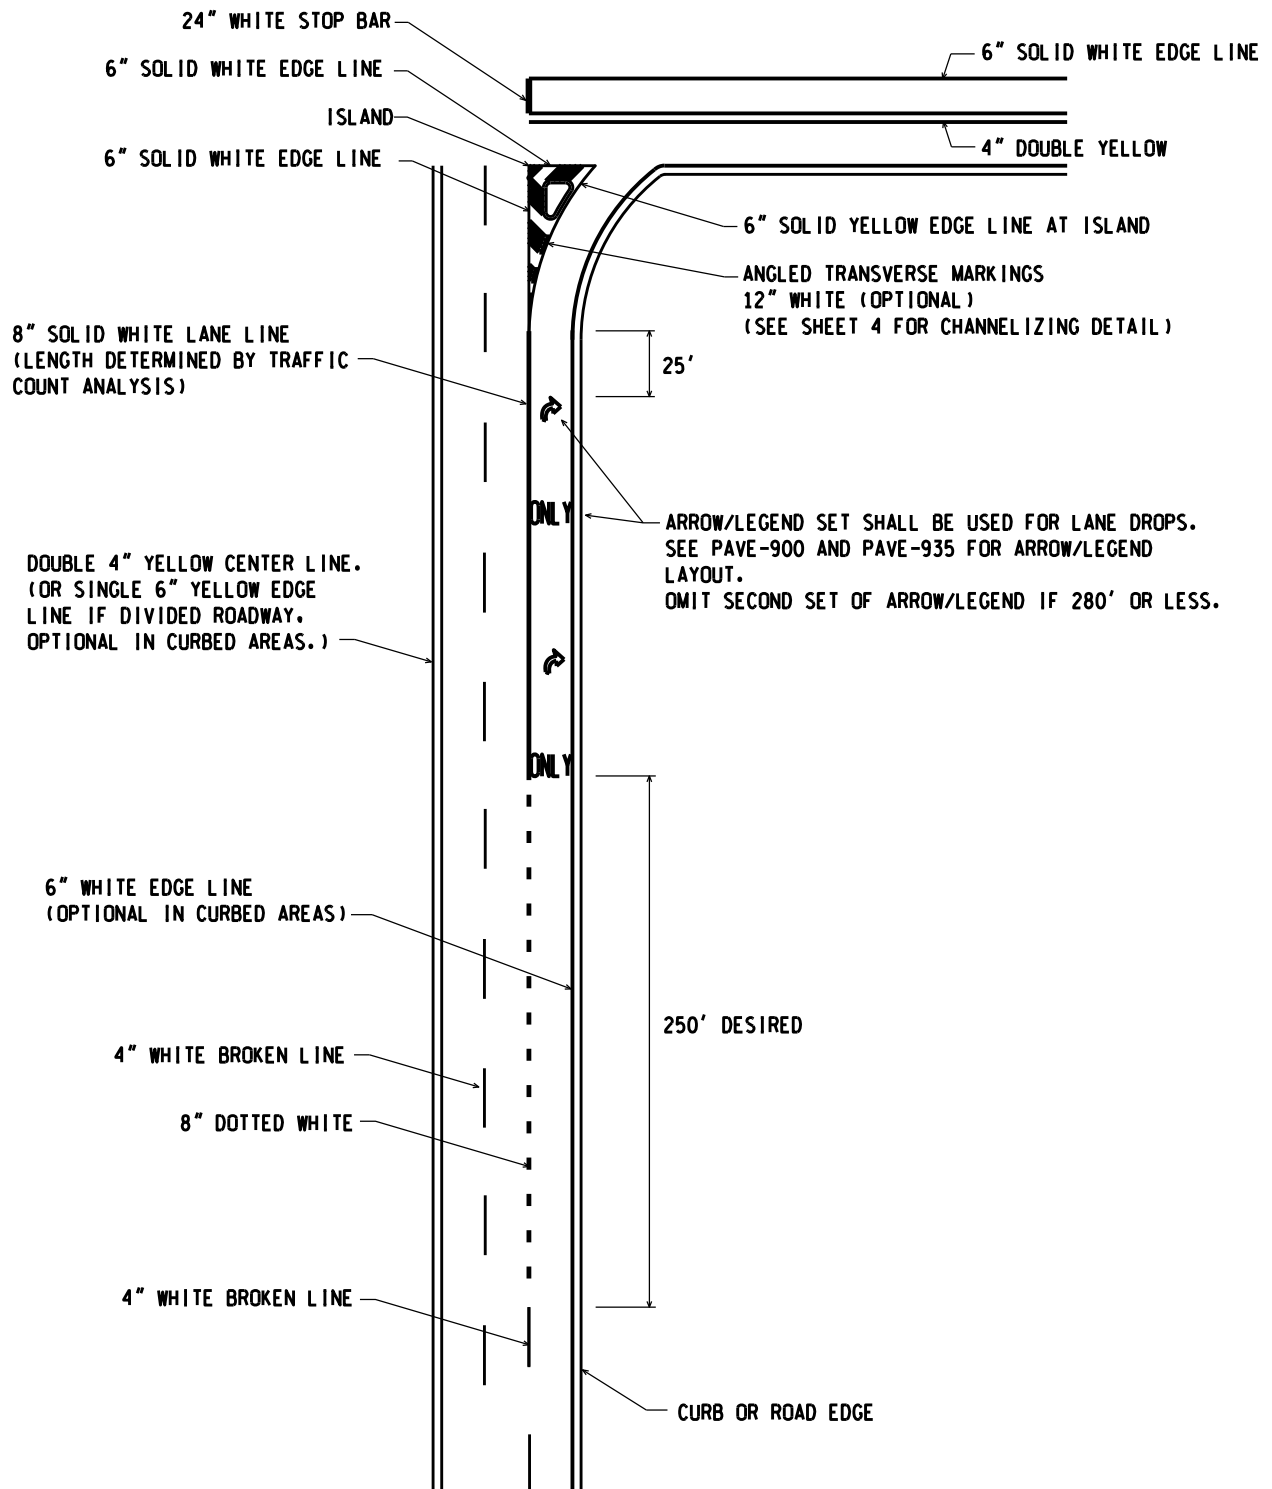 24" WHITE STOP BAR
6" SOLID WHITE EDGE LINE
6" SOLID WHITE EDGE LINE
ISLAND
4" DOUBLE YELLOW
6" SOLID WHITE EDGE LINE
6" SOLID YELLOW EDGE LINE AT ISLAND
ANGLED TRANSVERSE MARKINGS
12" WHITE (OPTIONAL)
(SEE SHEET 4 FOR CHANNELIZING DETAIL)
8" SOLID WHITE LANE LINE
(LENGTH DETERMINED BY TRAFFIC
COUNT ANALYSIS)
25'
ONLY
ARROW/LEGEND SET SHALL BE USED FOR LANE DROPS.
SEE PAVE-900 AND PAVE-935 FOR ARROW/LEGEND
LAYOUT.
OMIT SECOND SET OF ARROW/LEGEND IF 280' OR LESS.
DOUBLE 4" YELLOW CENTER LINE.
(OR SINGLE 6" YELLOW EDGE
LINE IF DIVIDED ROADWAY.
OPTIONAL IN CURBED AREAS.)
ONLY
6" WHITE EDGE LINE
(OPTIONAL IN CURBED AREAS)
250' DESIRED
4" WHITE BROKEN LINE
8" DOTTED WHITE
4" WHITE BROKEN LINE
CURB OR ROAD EDGE